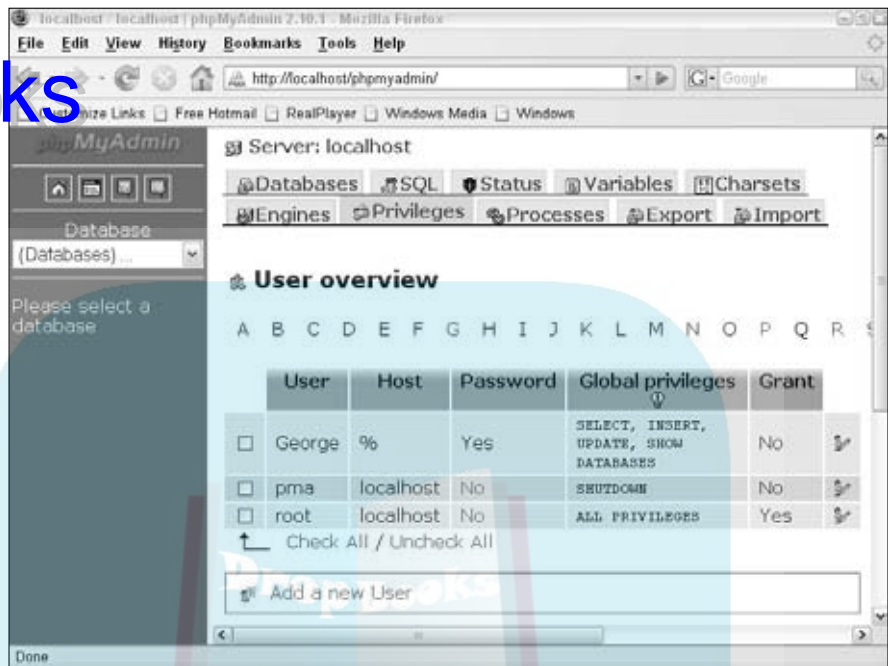 localhost / localhost | phpMyAdmin 2.10.1 - Mozilla Firefox
File Edit View History Bookmarks Tools Help
http://localhost/phpmyadmin/
G Google
ks
Customize Links Free Hotmail RealPlayer Windows Media Windows
phpMyAdmin
Database
(Databases) ...
Please select a
database
Server: localhost
Databases SQL Status Variables Charsets
Engines Privileges Processes Export Import
User overview
A B C D E F G H I J K L M N O P Q R S
User Host Password Global privileges Grant
George % Yes SELECT, INSERT, UPDATE, SHOW DATABASES No
pma localhost No SHUTDOWN No
root localhost No ALL PRIVILEGES Yes
Check All / Uncheck All
DropBooks
Add a new User
Done